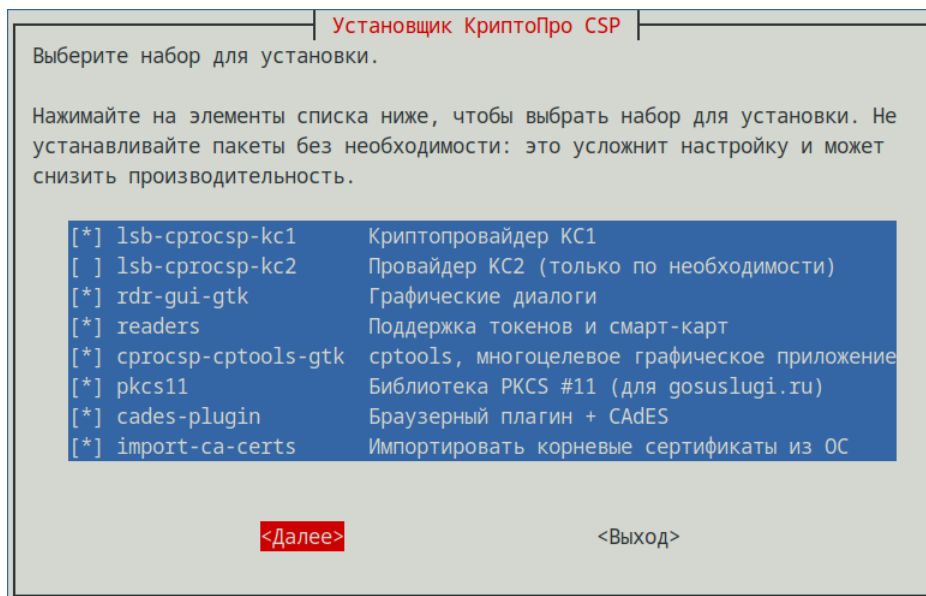 Установщик КриптоПро CSP
Выберите набор для установки.
Нажимайте на элементы списка ниже, чтобы выбрать набор для установки. Не
устанавливайте пакеты без необходимости: это усложнит настройку и может
снизить производительность.
[*] lsb-cprocsp-kc1 Криптопровайдер КС1
[ ] lsb-cprocsp-kc2 Провайдер КС2 (только по необходимости)
[*] rdr-gui-gtk Графические диалоги
[*] readers Поддержка токенов и смарт-карт
[*] cprocsp-cptools-gtk cptools, многоцелевое графическое приложение
[*] pkcs11 Библиотека PKCS #11 (для gosuslugi.ru)
[*] cades-plugin Браузерный плагин + CAdES
[*] import-ca-certs Импортировать корневые сертификаты из ОС
<Далее> <Выход>